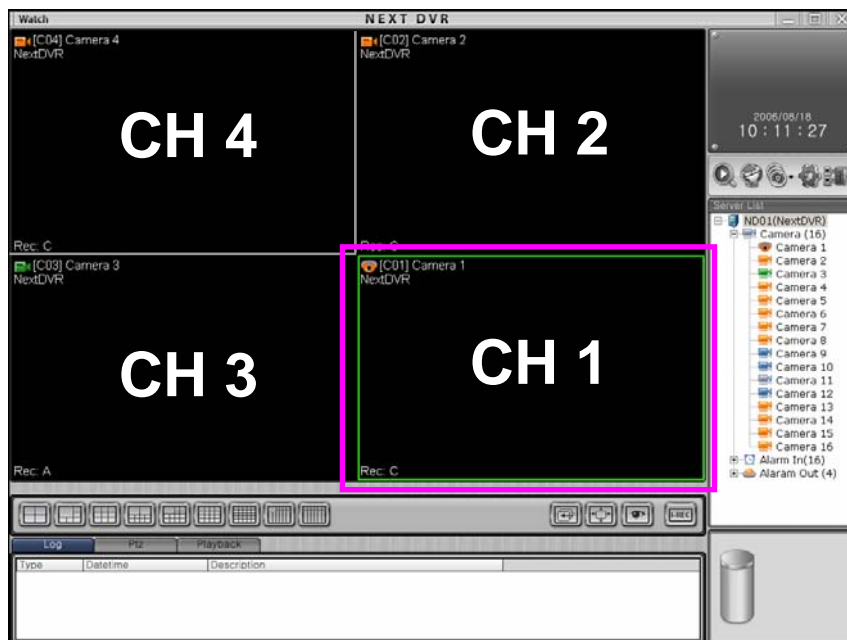 Watch NEXT DVR
[C04] Camera 4
NextDVR
CH 4
Rec: C
[C02] Camera 2
NextDVR
CH 2
Rec: C
[C03] Camera 3
NextDVR
CH 3
Rec: A
[C01] Camera 1
NextDVR
CH 1
Rec: C
2006/08/18
10:11:27
Server List
ND01(NextDVR)
Camera (16)
Camera 1
Camera 2
Camera 3
Camera 4
Camera 5
Camera 6
Camera 7
Camera 8
Camera 9
Camera 10
Camera 11
Camera 12
Camera 13
Camera 14
Camera 15
Camera 16
Alarm In(16)
Alaram Out (4)
I-REC
Log Ptz Playback
Type Datetime Description